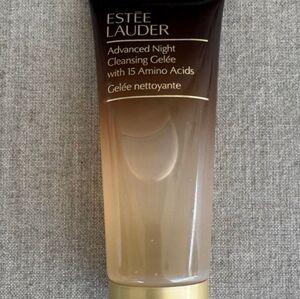 ESTĒE
LAUDER
Advanced Night
Cleansing Gelée
with 15 Amino Acids
Gelée nettoyante